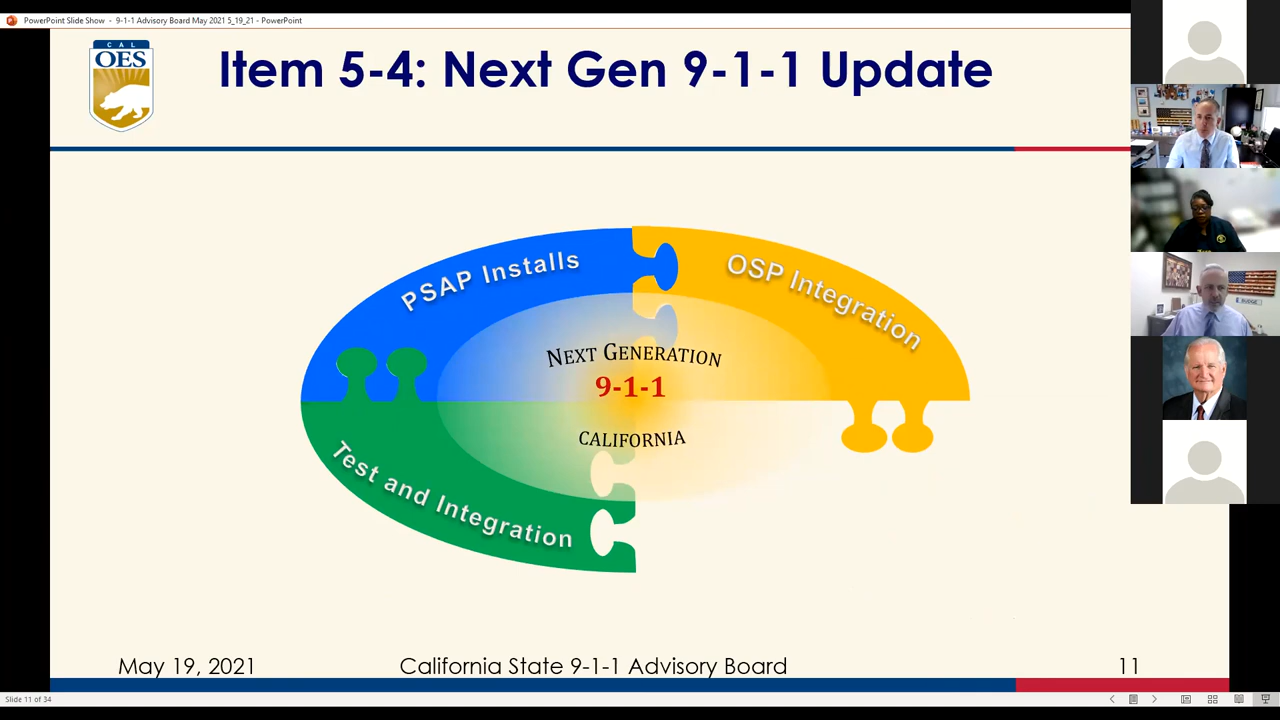 PowerPoint Slide Show - 9-1-1 Advisory Board May 2021 5_19_21 - PowerPoint
CAL
OES
Item 5-4: Next Gen 9-1-1 Update
PSAP Installs
OSP Integration
NEXT GENERATION
9-1-1
CALIFORNIA
Test and Integration
May 19, 2021
California State 9-1-1 Advisory Board
11
Slide 11 of 34